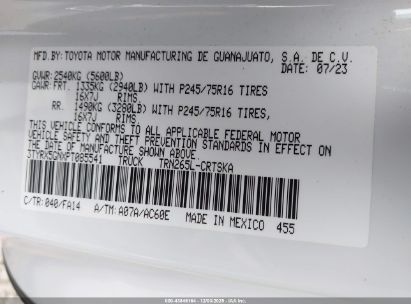 MFD.BY:TOYOTA MOTOR MANUFACTURING DE GUANAJUATO, S.A. DE C.V.
DATE: 07/23
GVWR:2540KG (5600LB)
GAWR:FRT. 1335KG (2940LB) WITH P245/75R16 TIRES
16X7J RIMS,
RR. 1490KG (3280LB) WITH P245/75R16 TIRES,
16X7J RIMS,
THIS VEHICLE CONFORMS TO ALL APPLICABLE FEDERAL MOTOR
VEHICLE SAFETY AND THEFT PREVENTION STANDARDS IN EFFECT ON
THE DATE OF MANUFACTURE SHOWN ABOVE.
TRUCK TRN265L-CRTSKA
C/TR:040/FA14 A/TM: A07A/AC60E MADE IN MEXICO 455